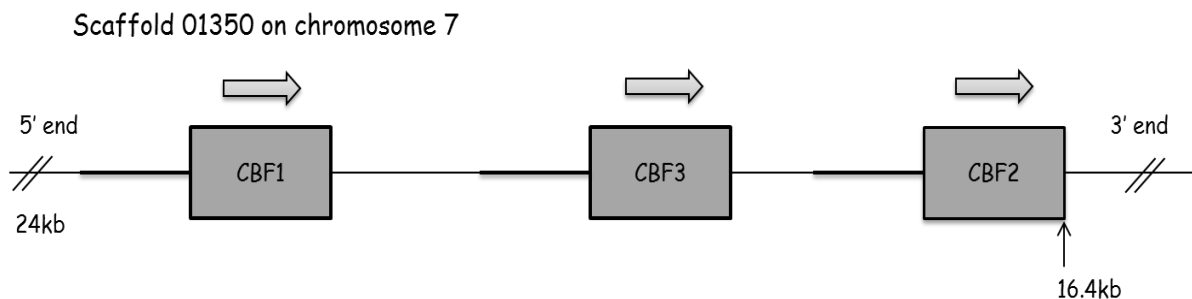 Scaffold 01350 on chromosome 7
5' end
3' end
CBF1
CBF3
CBF2
24kb
16.4kb